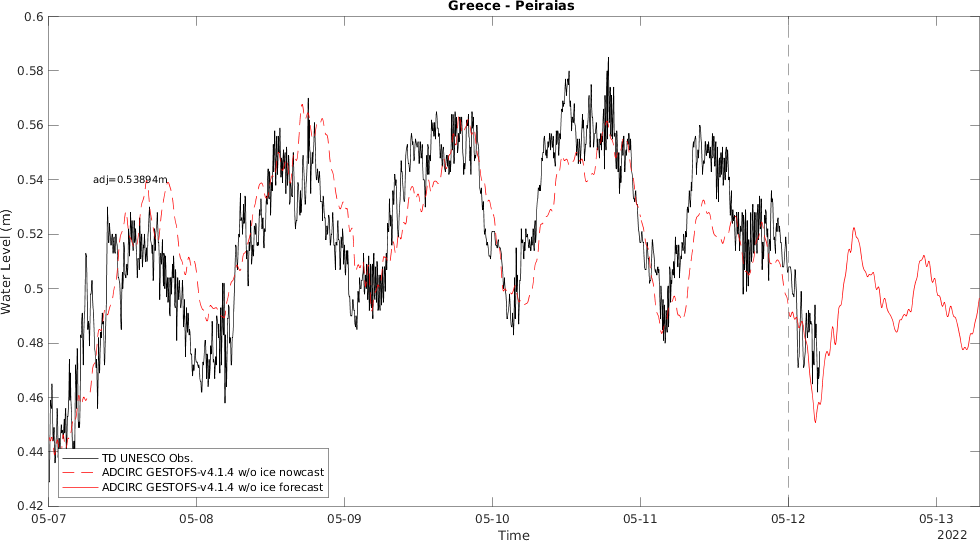 Greece - Peiraias
0.6
0.58
0.56
0.54
0.52
0.5
0.48
0.46
0.44
0.42
Water Level (m)
adj=0.53894m
TD UNESCO Obs.
ADCIRC GESTOFS-v4.1.4 w/o ice nowcast
ADCIRC GESTOFS-v4.1.4 w/o ice forecast
05-07 05-08 05-09 05-10 05-11 05-12 05-13
Time
2022